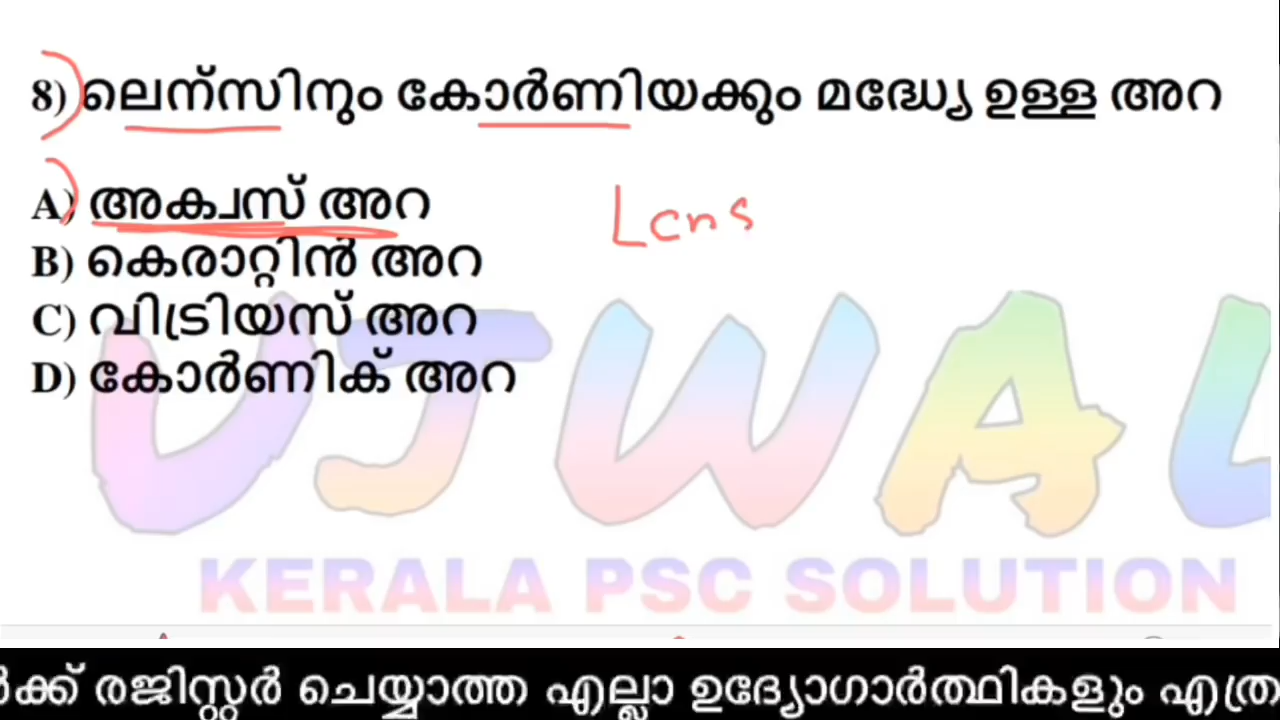 8) ലെന്സിനും കോർണിയക്കും മദ്ധ്യേ ഉള്ള അറ
A) അക്വസ് അറ
Lens
B) കെരാറ്റിൻ അറ
C) വിട്രിയസ് അറ
D) കോർണിക് അറ
UJWAL
KERALA PSC SOLUTION
ർക്ക് രജിസ്റ്റർ ചെയ്യാത്ത എല്ലാ ഉദ്യോഗാർത്ഥികളും എത്ര